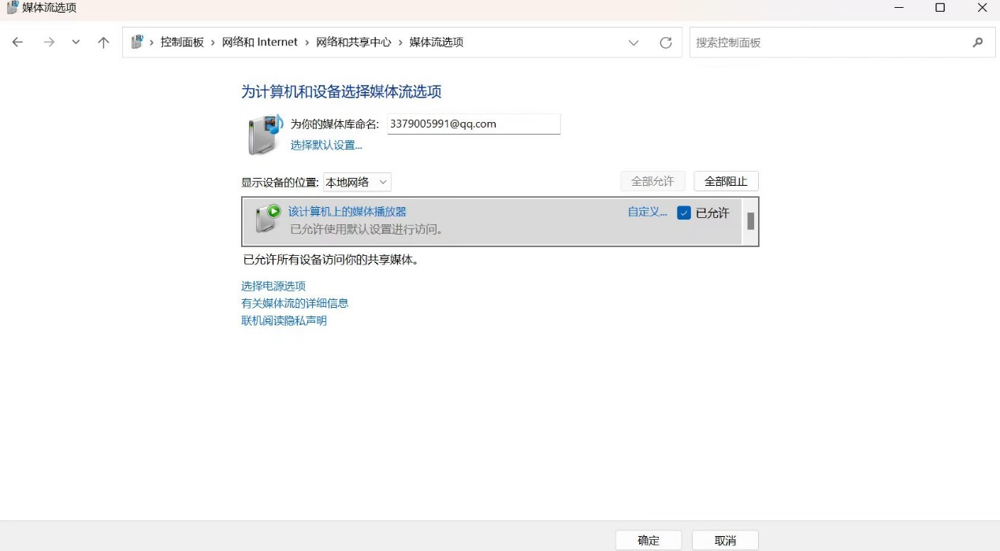 媒体流选项
控制面板 › 网络和 Internet › 网络和共享中心 › 媒体流选项
搜索控制面板
为计算机和设备选择媒体流选项
为你的媒体库命名: 3379005991@qq.com
选择默认设置...
显示设备的位置: 本地网络 全部允许 全部阻止
该计算机上的媒体播放器 自定义... 已允许
已允许使用默认设置进行访问。
已允许所有设备访问你的共享媒体。
选择电源选项
有关媒体流的详细信息
联机阅读隐私声明
确定 取消